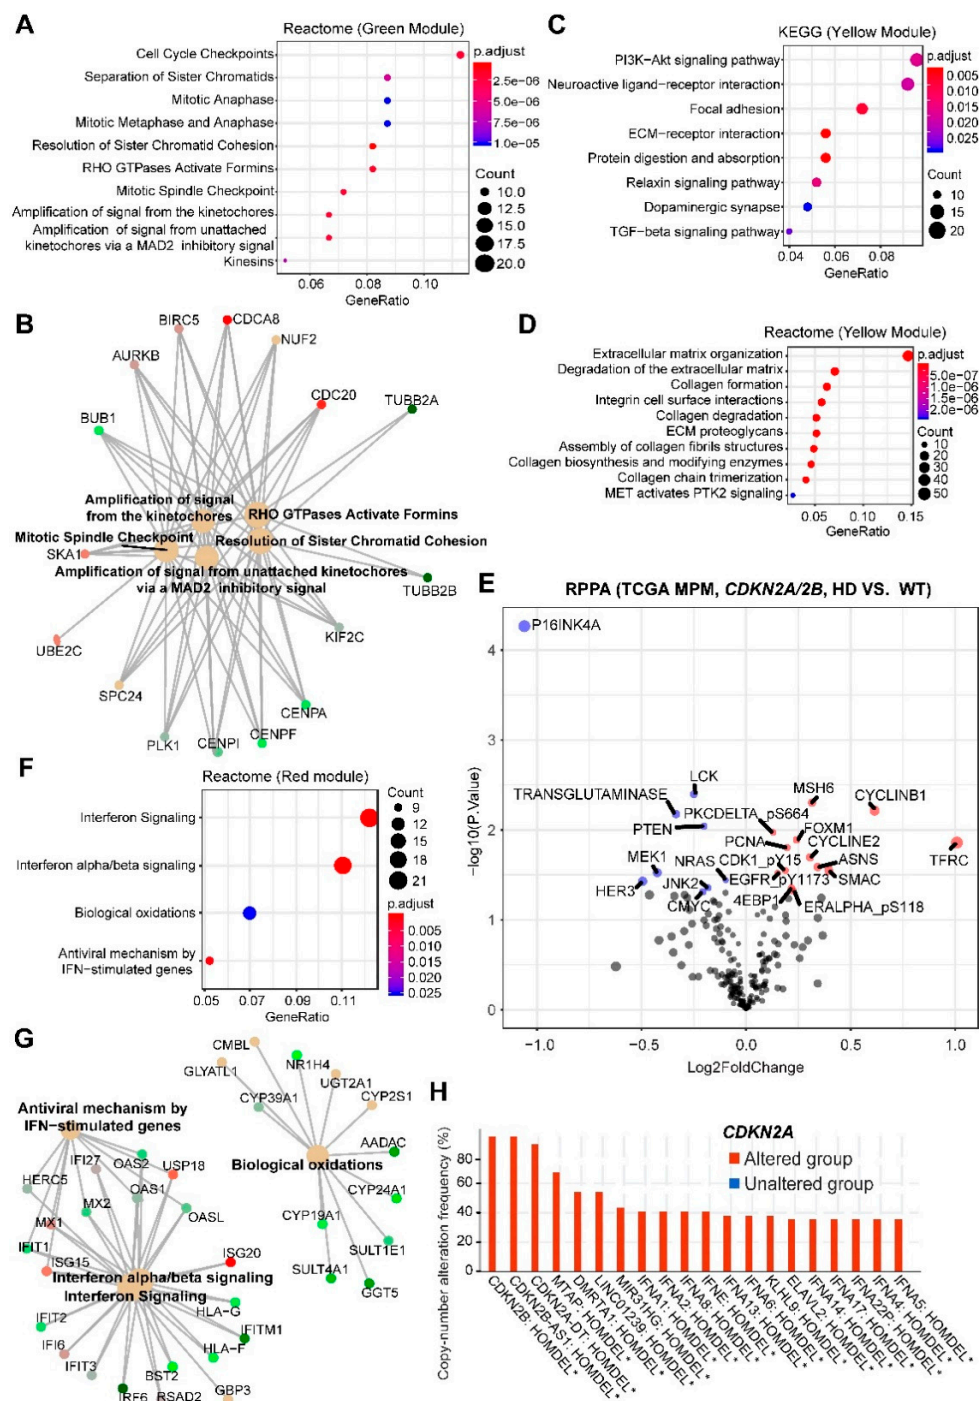 A
Reactome (Green Module)
Cell Cycle Checkpoints
Separation of Sister Chromatids
Mitotic Anaphase
Mitotic Metaphase and Anaphase
Resolution of Sister Chromatid Cohesion
RHO GTPases Activate Formins
Mitotic Spindle Checkpoint
Amplification of signal from the kinetochores
Amplification of signal from unattached
kinetochores via a MAD2 inhibitory signal
Kinesins
0.06 0.08 0.10
GeneRatio
p.adjust
2.5e-06
5.0e-06
7.5e-06
1.0e-05
Count
10.0
12.5
15.0
17.5
20.0
C
KEGG (Yellow Module)
PI3K-Akt signaling pathway
Neuroactive ligand-receptor interaction
Focal adhesion
ECM-receptor interaction
Protein digestion and absorption
Relaxin signaling pathway
Dopaminergic synapse
TGF-beta signaling pathway
0.04 0.06 0.08
GeneRatio
p.adjust
0.005
0.010
0.015
0.020
0.025
Count
10
15
20
B
BIRC5
CDCA8
NUF2
AURKB
CDC20
TUBB2A
BUB1
Amplification of signal
from the kinetochores
RHO GTPases Activate Formins
Mitotic Spindle Checkpoint
Resolution of Sister Chromatid Cohesion
SKA1
Amplification of signal from unattached kinetochores
via a MAD2 inhibitory signal
TUBB2B
KIF2C
UBE2C
SPC24
CENPA
PLK1
CENPI
CENPF
D
Reactome (Yellow Module)
Extracellular matrix organization
Degradation of the extracellular matrix
Collagen formation
Integrin cell surface interactions
Collagen degradation
ECM proteoglycans
Assembly of collagen fibrils structures
Collagen biosynthesis and modifying enzymes
Collagen chain trimerization
MET activates PTK2 signaling
0.05 0.10 0.15
GeneRatio
p.adjust
5.0e-07
1.0e-06
1.5e-06
2.0e-06
Count
10
20
30
40
50
E
RPPA (TCGA MPM, CDKN2A/2B, HD VS. WT)
P16INK4A
LCK
TRANSGLUTAMINASE
PKCDELTA_pS664
MSH6
CYCLINB1
PTEN
FOXM1
PCNA
CYCLINE2
MEK1
NRAS
CDK1_pY15
ASNS
TFRC
HER3
JNK2
EGFR_pY1173
SMAC
CMYC
4EBP1
ERALPHA_pS118
−log10(P.Value)
4
3
2
1
0
−1.0 −0.5 0.0 0.5 1.0
Log2FoldChange
F
Reactome (Red module)
Interferon Signaling
Interferon alpha/beta signaling
Biological oxidations
Antiviral mechanism by
IFN-stimulated genes
0.05 0.07 0.09 0.11
GeneRatio
Count
9
12
15
18
21
p.adjust
0.005
0.010
0.015
0.020
0.025
G
CMBL
GLYATL1
NR1H4
UGT2A1
CYP39A1
CYP2S1
AADAC
Biological oxidations
CYP24A1
CYP19A1
SULT1E1
SULT4A1
GGT5
Antiviral mechanism by
IFN−stimulated genes
IFI27
OAS2
USP18
HERC5
OAS1
MX2
OASL
MX1
IFIT1
ISG15
ISG20
Interferon alpha/beta signaling
Interferon Signaling
HLA-G
IFIT2
IFITM1
IFI6
HLA-F
IFIT3
BST2
GBP3
IRF6
RSAD2
H
CDKN2A
Altered group
Unaltered group
Copy-number alteration frequency (%)
80
60
40
20
0
CDKN2B: HOMDEL*
CDKN2B-AS1: HOMDEL*
CDKN2A-DT: HOMDEL*
MTAP: HOMDEL*
DMRTA1: HOMDEL*
LINC01239: HOMDEL*
MIR31HG: HOMDEL*
IFNA1: HOMDEL*
IFNA2: HOMDEL*
IFNA8: HOMDEL*
IFNE: HOMDEL*
IFNA13: HOMDEL*
IFNA6: HOMDEL*
KLHL9: HOMDEL*
ELAVL2: HOMDEL*
IFNA14: HOMDEL*
IFNA17: HOMDEL*
IFNA22P: HOMDEL*
IFNA4: HOMDEL*
IFNA5: HOMDEL*